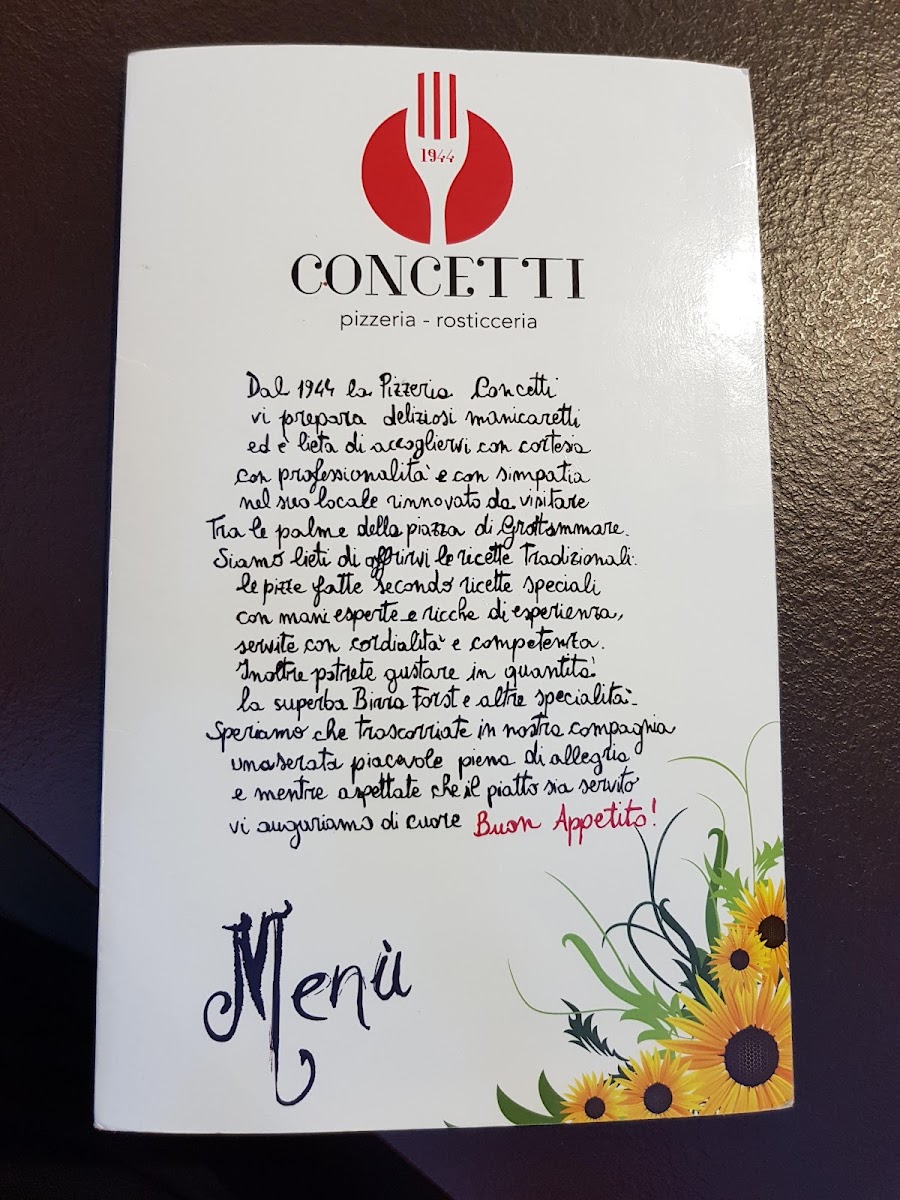 1944
CONCETTI
pizzeria - rosticceria
Dal 1944 la Pizzeria Concetti
vi prepara deliziosi manicaretti
ed è lieta di accogliervi con cortesia
con professionalità e con simpatia
nel suo locale rinnovato da visitare
Tra le palme della piazza di Grottammare.
Siamo lieti di offrirvi le ricette Tradizionali:
le pizze fatte secondo ricette speciali
con mani esperte e ricche di esperienza,
servite con cordialità e competenza.
Inoltre potrete gustare in quantità
la superba Birra Forst e altre specialità.
Speriamo che trascorriate in nostra compagnia
una serata piacevole piena di allegria
e mentre aspettate che il piatto sia servito
vi auguriamo di cuore Buon Appetito!
Menù